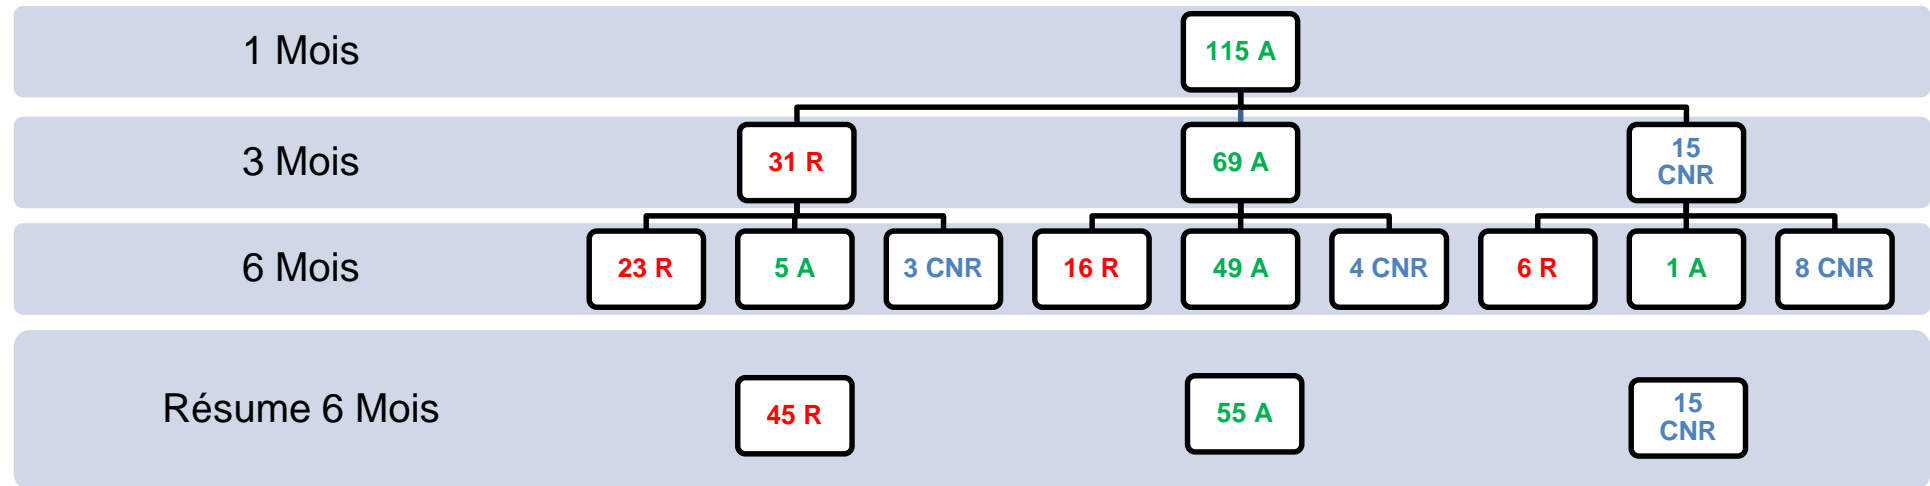 1 Mois
115 A
3 Mois
31 R
69 A
15
CNR
6 Mois
23 R
5 A
3 CNR
16 R
49 A
4 CNR
6 R
1 A
8 CNR
Résume 6 Mois
45 R
55 A
15
CNR